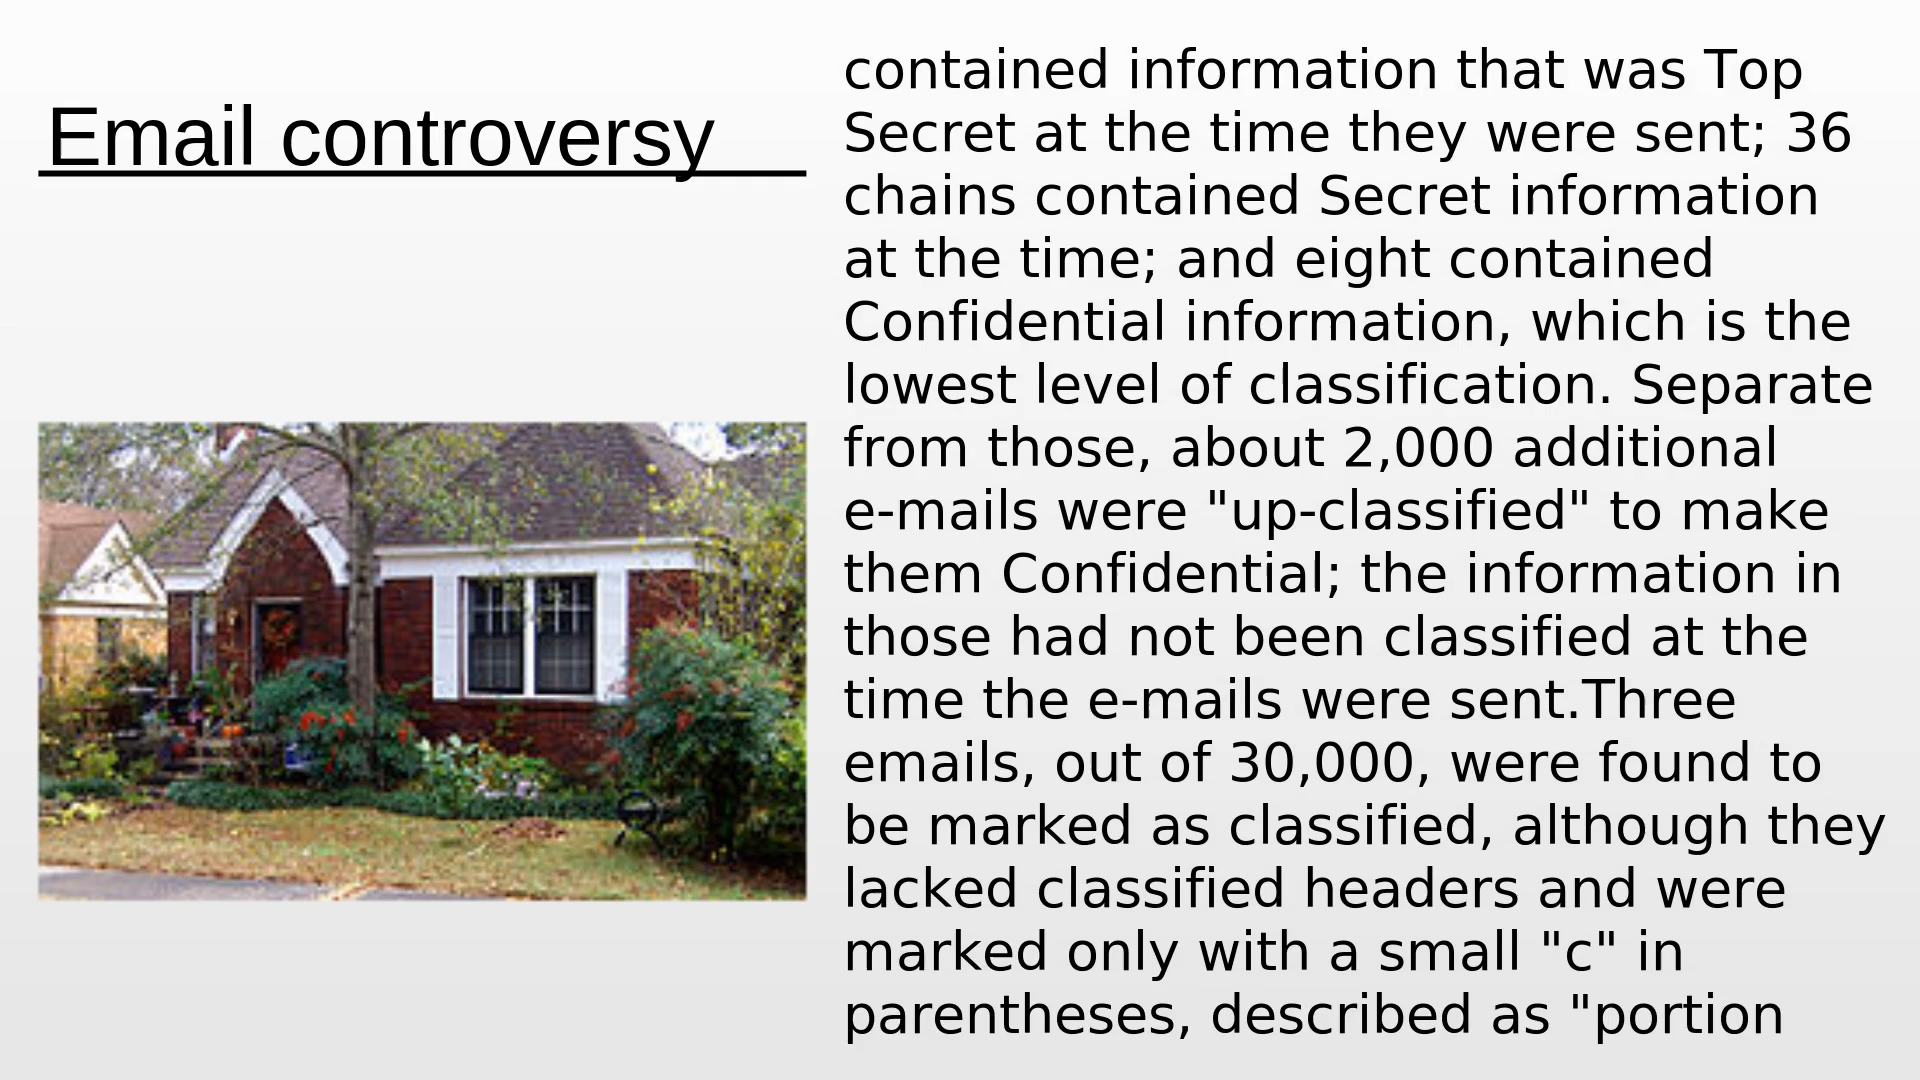 Email controversy
contained information that was Top
Secret at the time they were sent; 36
chains contained Secret information
at the time; and eight contained
Confidential information, which is the
lowest level of classification. Separate
from those, about 2,000 additional
e-mails were "up-classified" to make
them Confidential; the information in
those had not been classified at the
time the e-mails were sent.Three
emails, out of 30,000, were found to
be marked as classified, although they
lacked classified headers and were
marked only with a small "c" in
parentheses, described as "portion